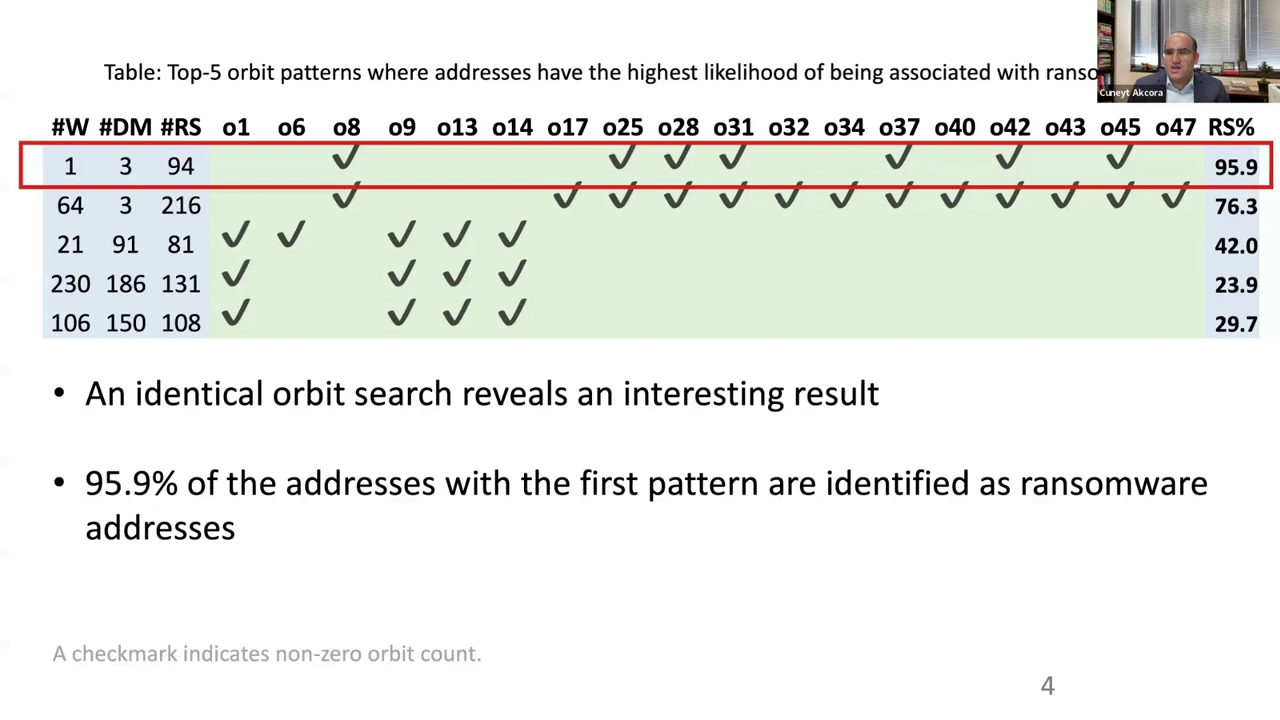 Table: Top-5 orbit patterns where addresses have the highest likelihood of being associated with
Cuneyt Akcora
#W #DM #RS o1 o6 o8 o9 o13 o14 o17 o25 o28 o31 o32 o34 o37 o40 o42 o43 o45 o47 RS%
1 3 94 ✓ ✓ ✓ ✓ ✓ ✓ ✓ 95.9
64 3 216 ✓ ✓ ✓ ✓ ✓ ✓ ✓ ✓ ✓ ✓ ✓ ✓ ✓ 76.3
21 91 81 ✓ ✓ ✓ ✓ ✓ 42.0
230 186 131 ✓ ✓ ✓ ✓ 23.9
106 150 108 ✓ ✓ ✓ ✓ 29.7
• An identical orbit search reveals an interesting result
• 95.9% of the addresses with the first pattern are identified as ransomware
addresses
A checkmark indicates non-zero orbit count.
4